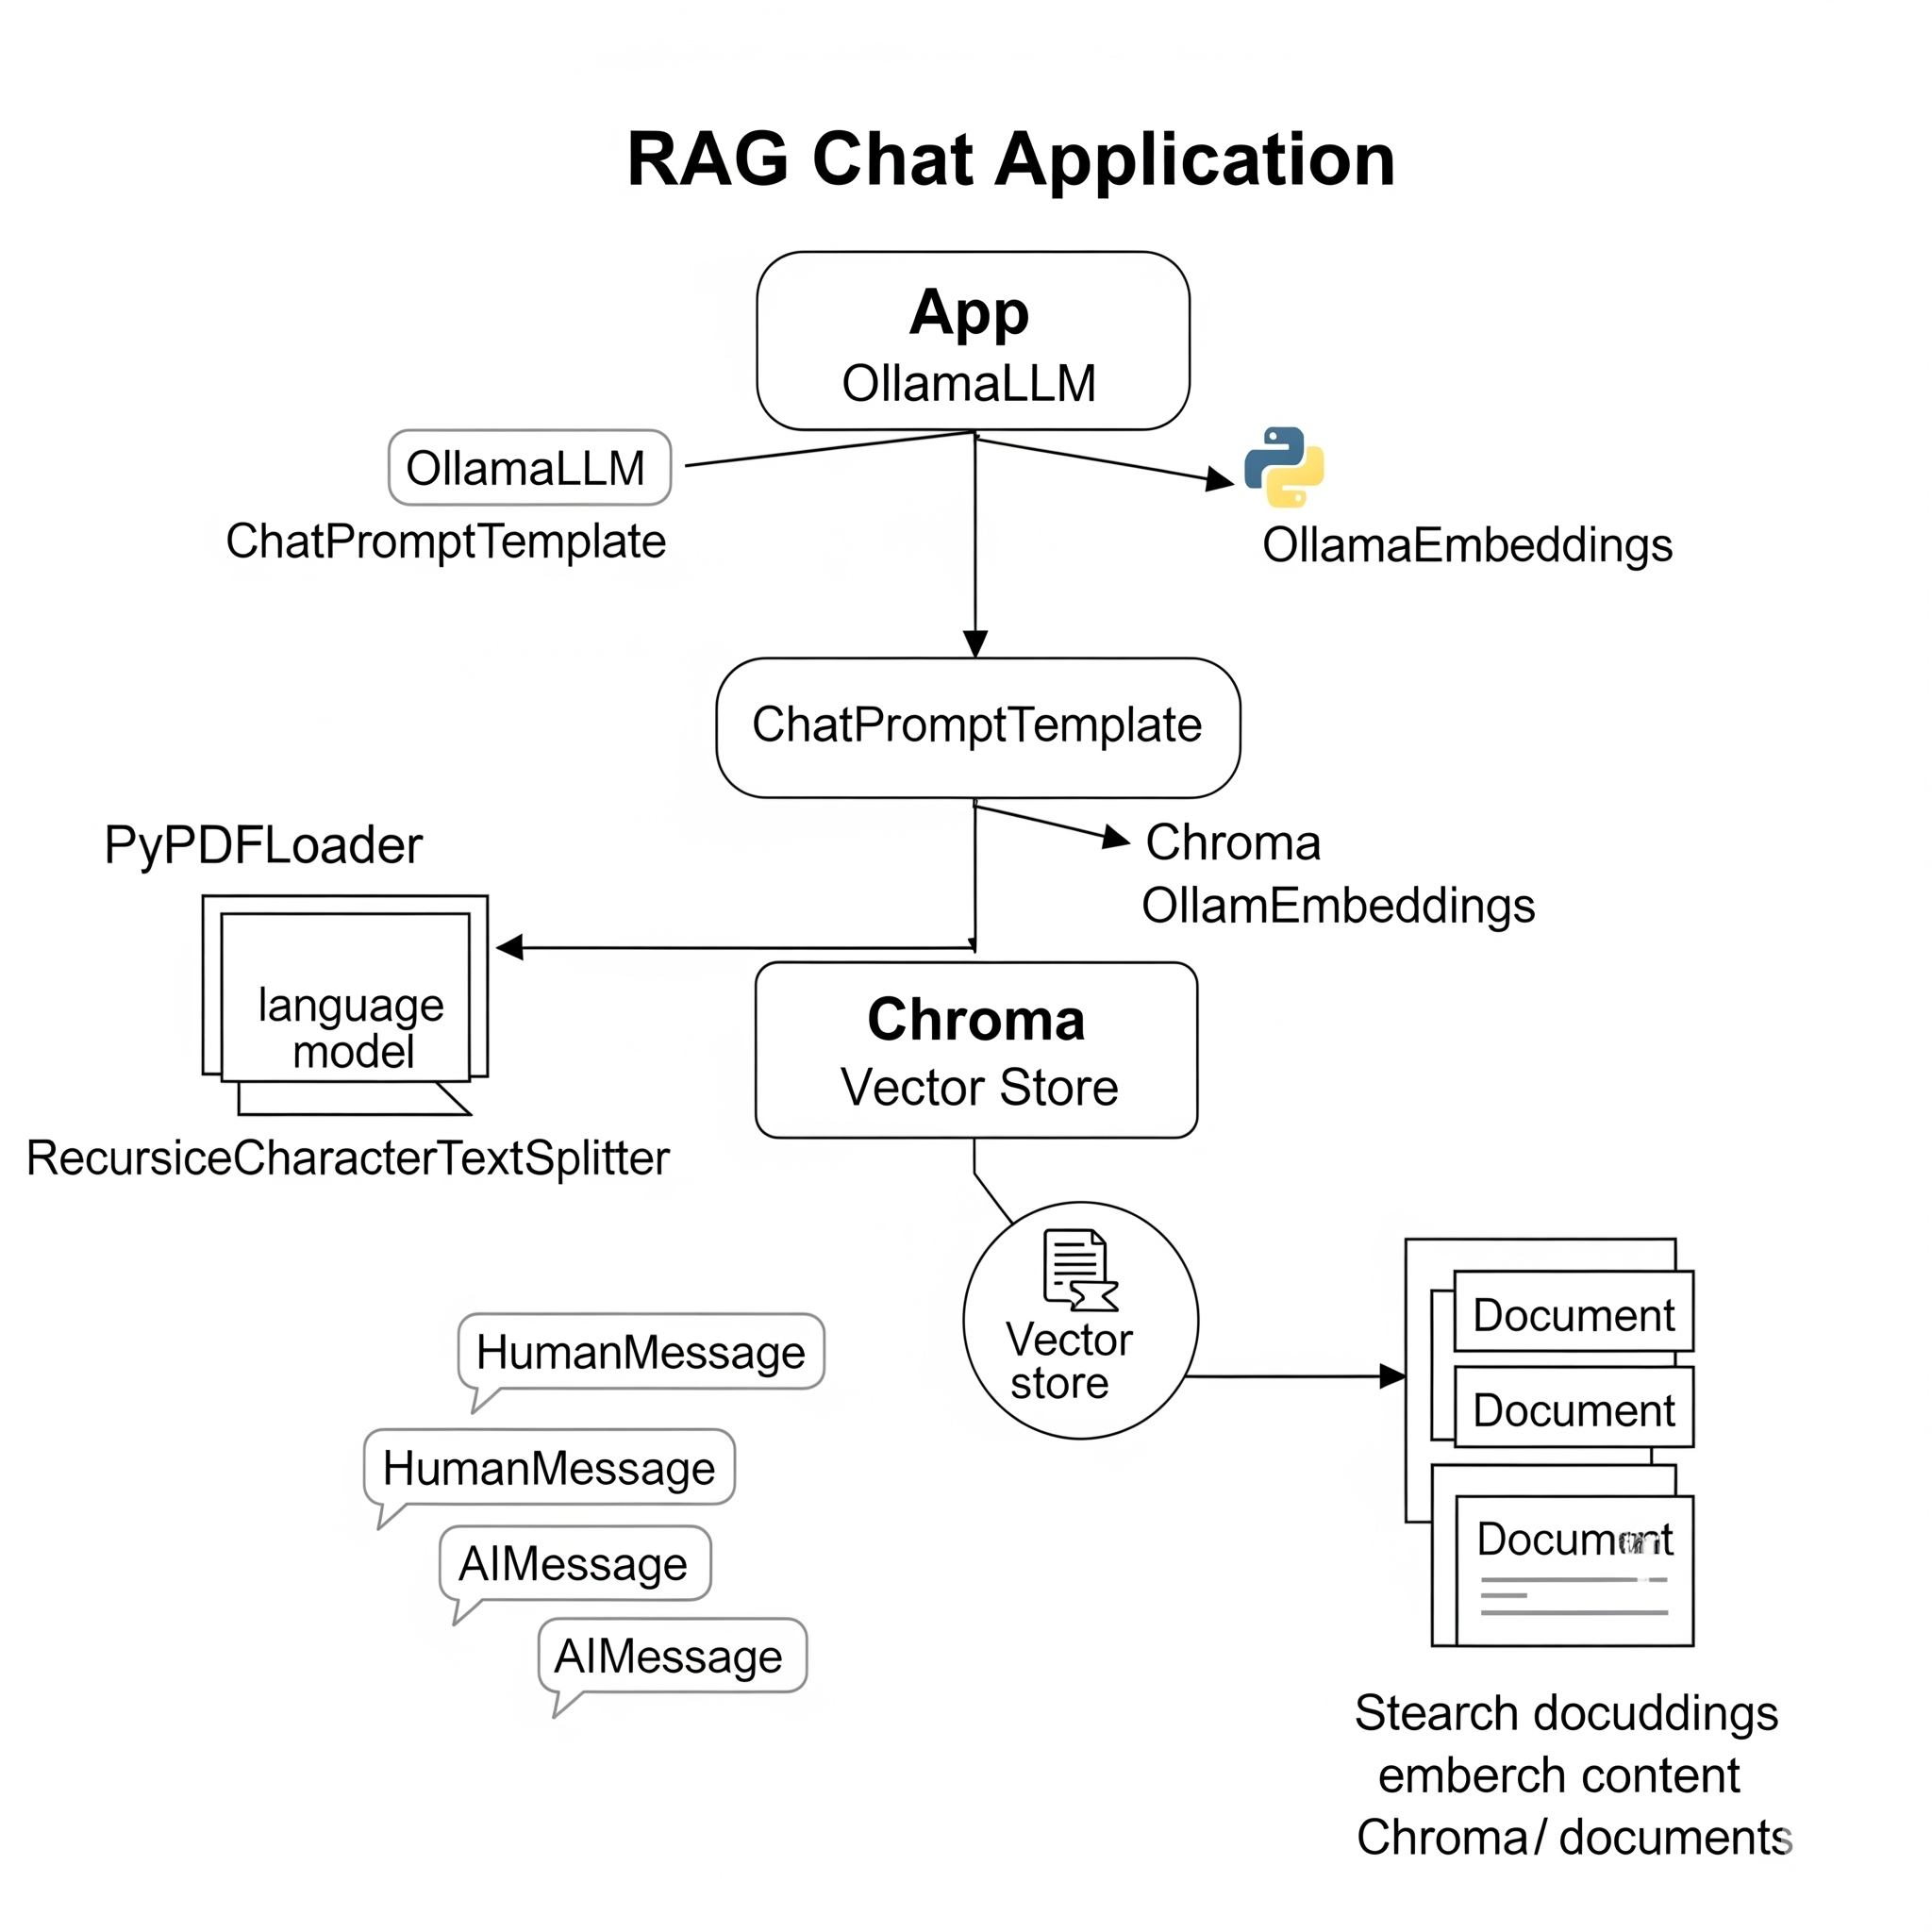 RAG Chat Application
App
OllamaLLM
OllamaLLM
ChatPromptTemplate
OllamaEmbeddings
ChatPromptTemplate
PyPDFLoader
Chroma
OllamEmbeddings
language
model
Chroma
Vector Store
RecursiceCharacterTextSplitter
Vector
store
Document
Document
HumanMessage
HumanMessage
AIMessage
AIMessage
Stearch docuddings
emberch content
Chroma/ documents